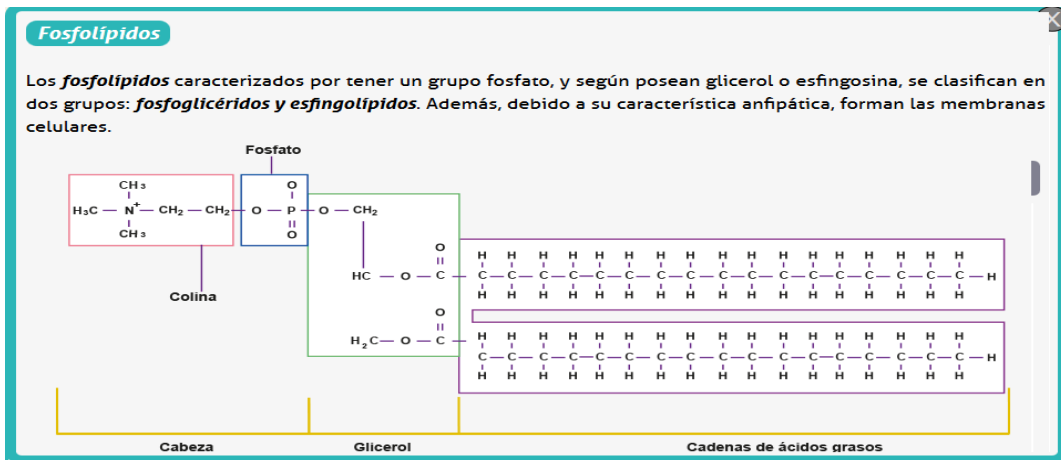 Fosfolípidos
Los fosfolípidos caracterizados por tener un grupo fosfato, y según posean glicerol o esfingosina, se clasifican en
dos grupos: fosfoglicéridos y esfingolípidos. Además, debido a su característica anfipática, forman las membranas
celulares.
Fosfato
CH₃ O
H₃C — N⁺ — CH₂ — CH₂ — O — P — O — CH₂
CH₃ O
O
H H H H H H H H H H H H H H H H H
HC — O — C — C — C — C — C — C — C — C — C — C — C — C — C — C — C — C — C — C — H
H H H H H H H H H H H H H H H H H
Colina
O
H H H H H H H H H H H H H H H H H
H₂C — O — C — C — C — C — C — C — C — C — C — C — C — C — C — C — C — C — C — C — H
H H H H H H H H H H H H H H H H H
Cabeza Glicerol Cadenas de ácidos grasos